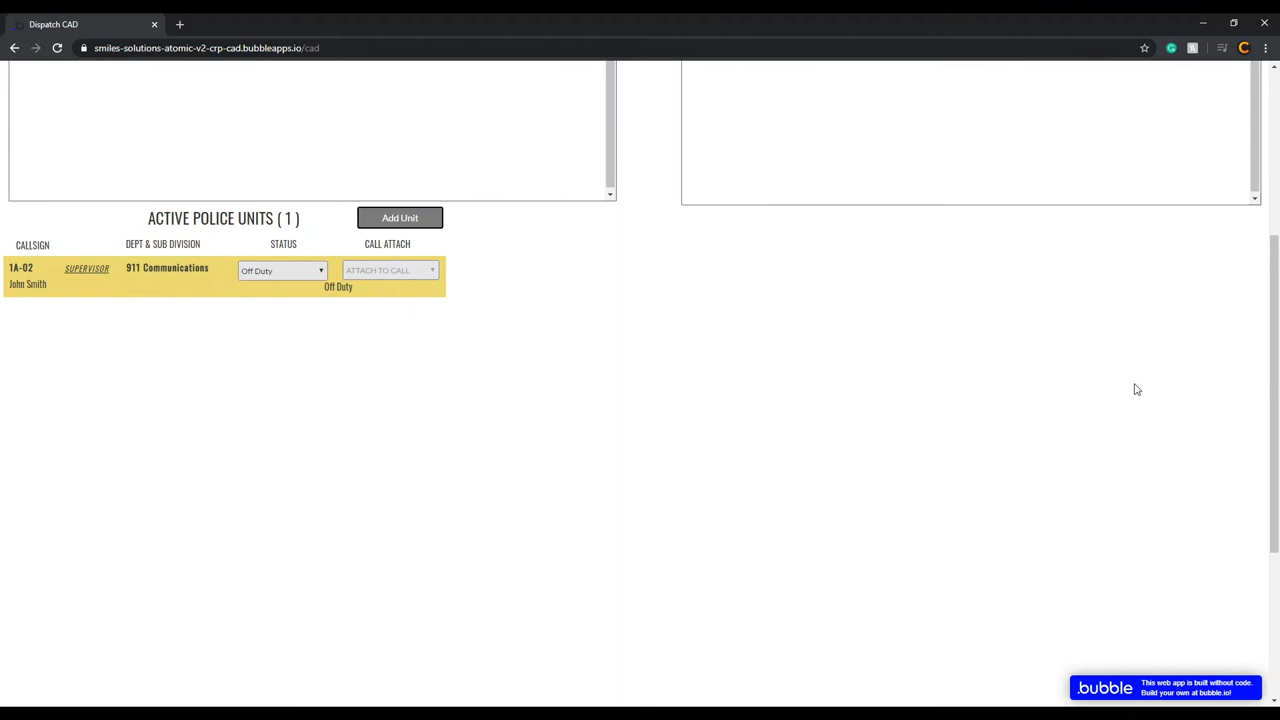 Dispatch CAD
smiles-solutions-atomic-v2-crp-cad.bubbleapps.io/cad
ACTIVE POLICE UNITS ( 1 )
Add Unit
CALLSIGN DEPT & SUB DIVISION STATUS CALL ATTACH
1A-02 SUPERVISOR 911 Communications Off Duty ATTACH TO CALL
John Smith Off Duty
.bubble
This web app is built without code.
Build your own at bubble.io!